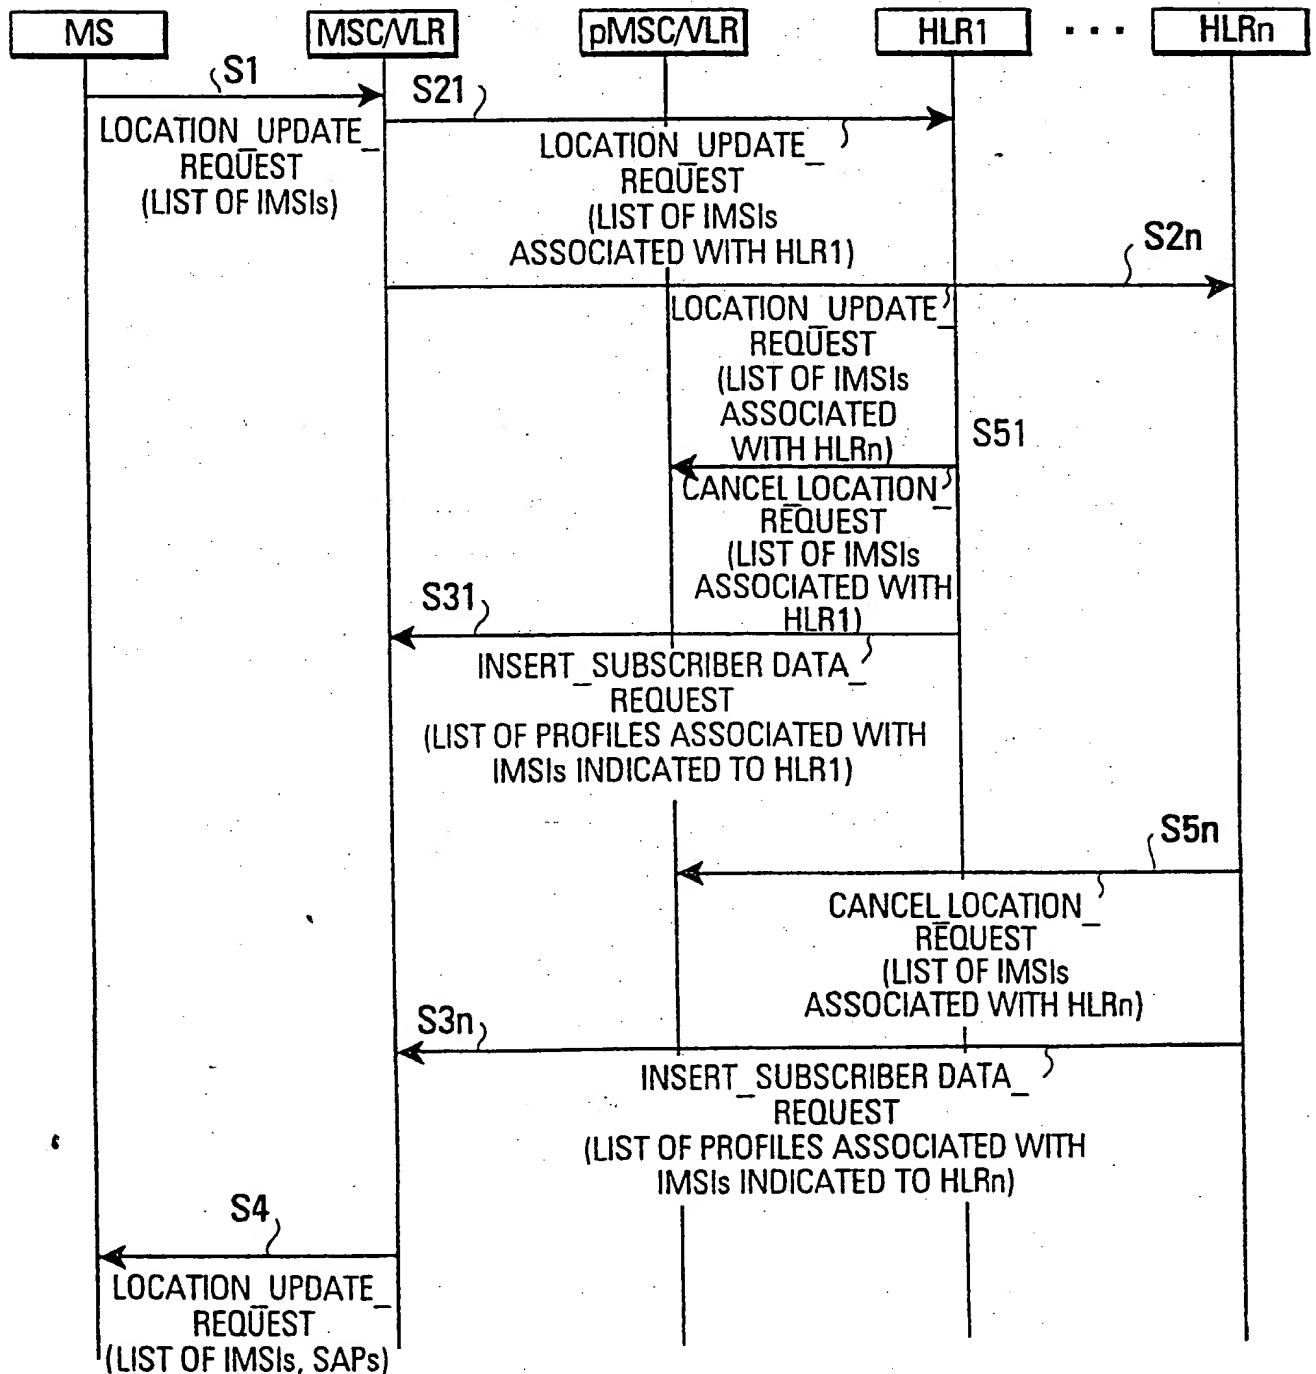 MS
MSC/VLR
pMSC/VLR
HLR1
• • •
HLRn
S1
LOCATION_UPDATE_
REQUEST
(LIST OF IMSIs)
S21
LOCATION_UPDATE_
REQUEST
(LIST OF IMSIs
ASSOCIATED WITH HLR1)
S2n
LOCATION_UPDATE_
REQUEST
(LIST OF IMSIs
ASSOCIATED
WITH HLRn)
S51
CANCEL_LOCATION_
REQUEST
(LIST OF IMSIs
ASSOCIATED WITH
HLR1)
S31
INSERT_SUBSCRIBER DATA_
REQUEST
(LIST OF PROFILES ASSOCIATED WITH
IMSIs INDICATED TO HLR1)
S5n
CANCEL_LOCATION_
REQUEST
(LIST OF IMSIs
ASSOCIATED WITH HLRn)
S3n
INSERT_SUBSCRIBER DATA_
REQUEST
(LIST OF PROFILES ASSOCIATED WITH
IMSIs INDICATED TO HLRn)
S4
LOCATION_UPDATE_
REQUEST
(LIST OF IMSIs, SAPs)